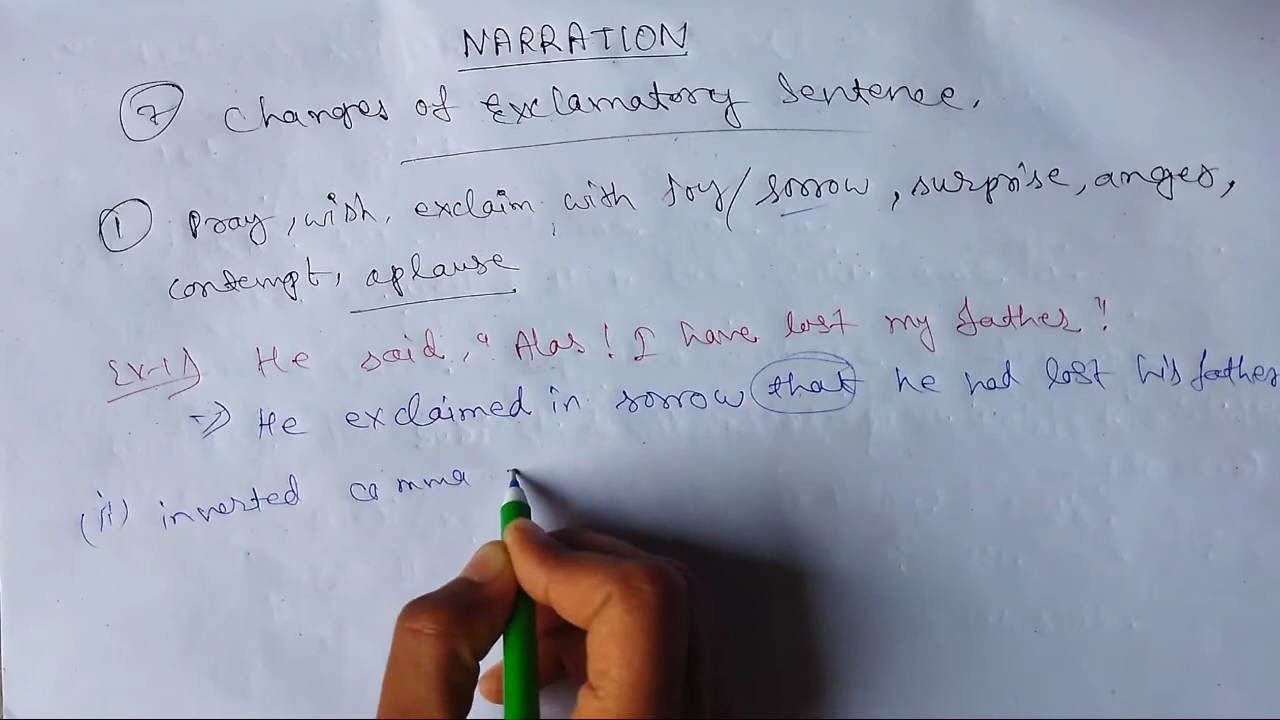 NARRATION
7 Changes of Exclamatory Sentence.
1 Pray, wish, exclaim with Joy/sorrow, surprise, anger,
contempt, aplause
Ex-1) He said, "Alas! I have lost my father"
=> He exclaimed in sorrow that he had lost his father
(ii) inverted comma